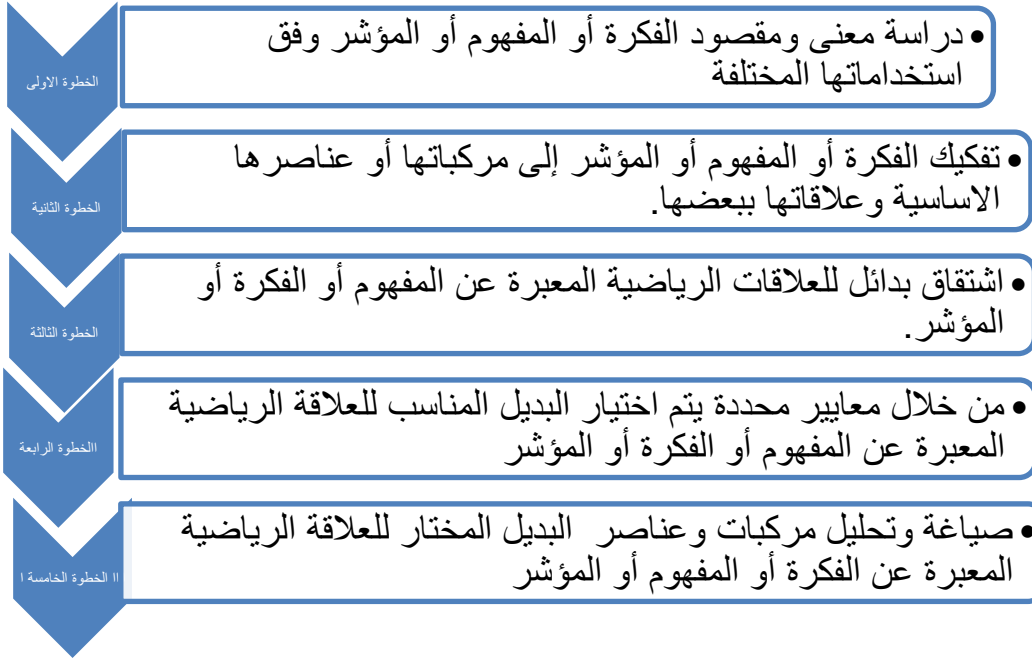 الخطوة الاولى
• دراسة معنى ومقصود الفكرة أو المفهوم أو المؤشر وفق
استخداماتها المختلفة
الخطوة الثانية
• تفكيك الفكرة أو المفهوم أو المؤشر إلى مركباتها أو عناصرها
الاساسية وعلاقاتها ببعضها.
الخطوة الثالثة
• اشتقاق بدائل للعلاقات الرياضية المعبرة عن المفهوم أو الفكرة أو
المؤشر.
االخطوة الرابعة
• من خلال معايير محددة يتم اختيار البديل المناسب للعلاقة الرياضية
المعبرة عن المفهوم أو الفكرة أو المؤشر
اا الخطوة الخامسة ا
• صياغة وتحليل مركبات وعناصر البديل المختار للعلاقة الرياضية
المعبرة عن الفكرة أو المفهوم أو المؤشر